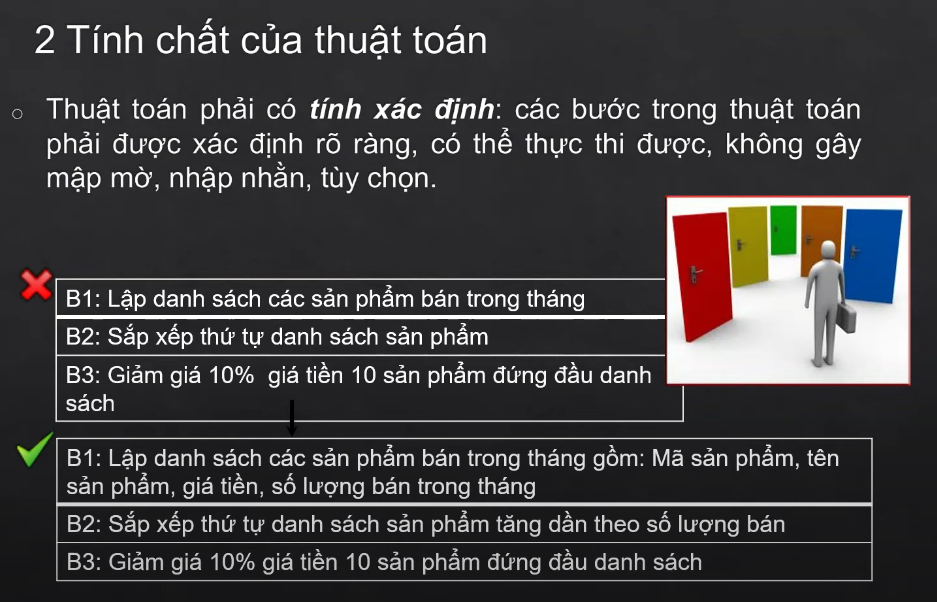 2 Tính chất của thuật toán
Thuật toán phải có tính xác định: các bước trong thuật toán
phải được xác định rõ ràng, có thể thực thi được, không gây
mập mờ, nhập nhằn, tùy chọn.
B1: Lập danh sách các sản phẩm bán trong tháng
B2: Sắp xếp thứ tự danh sách sản phẩm
B3: Giảm giá 10% giá tiền 10 sản phẩm đứng đầu danh
sách
B1: Lập danh sách các sản phẩm bán trong tháng gồm: Mã sản phẩm, tên
sản phẩm, giá tiền, số lượng bán trong tháng
B2: Sắp xếp thứ tự danh sách sản phẩm tăng dần theo số lượng bán
B3: Giảm giá 10% giá tiền 10 sản phẩm đứng đầu danh sách